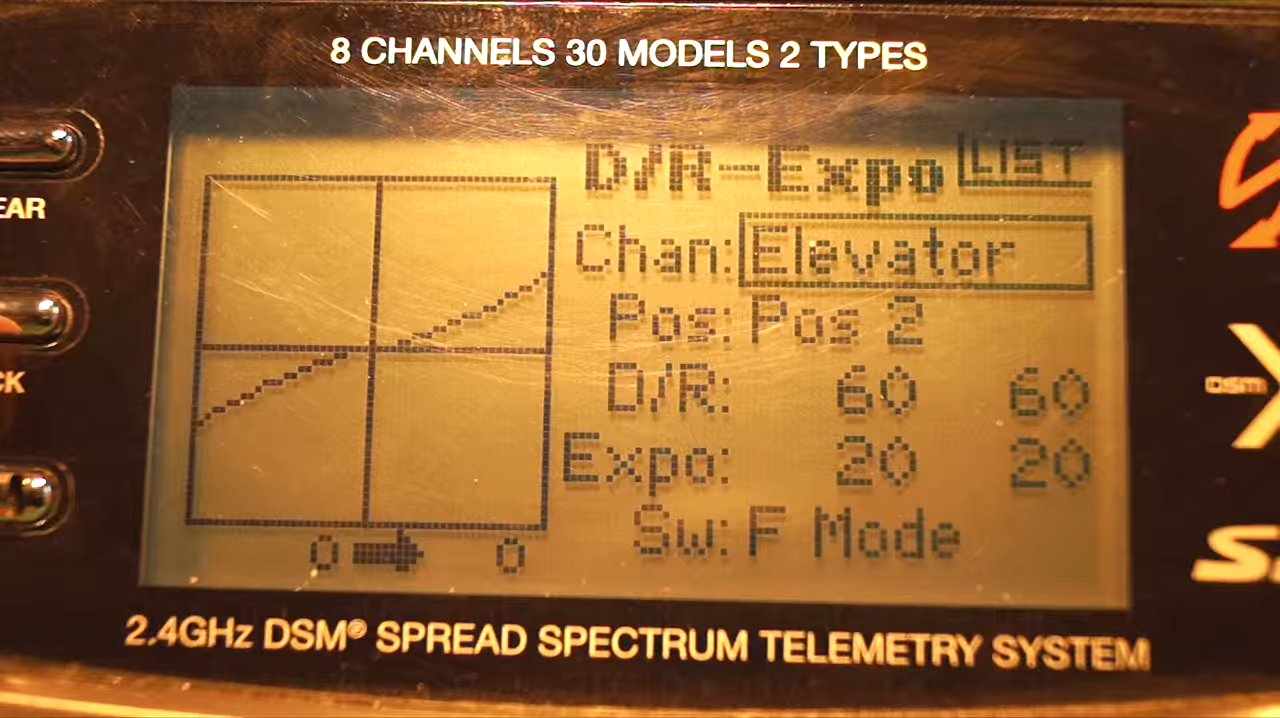 8 CHANNELS 30 MODELS 2 TYPES
D/R-Expo LIST
Chan: Elevator
Pos: Pos 2
D/R: 60 60
Expo: 20 20
Sw: F Mode
0 0
EAR
CK
DSM
2.4GHz DSM® SPREAD SPECTRUM TELEMETRY SYSTEM